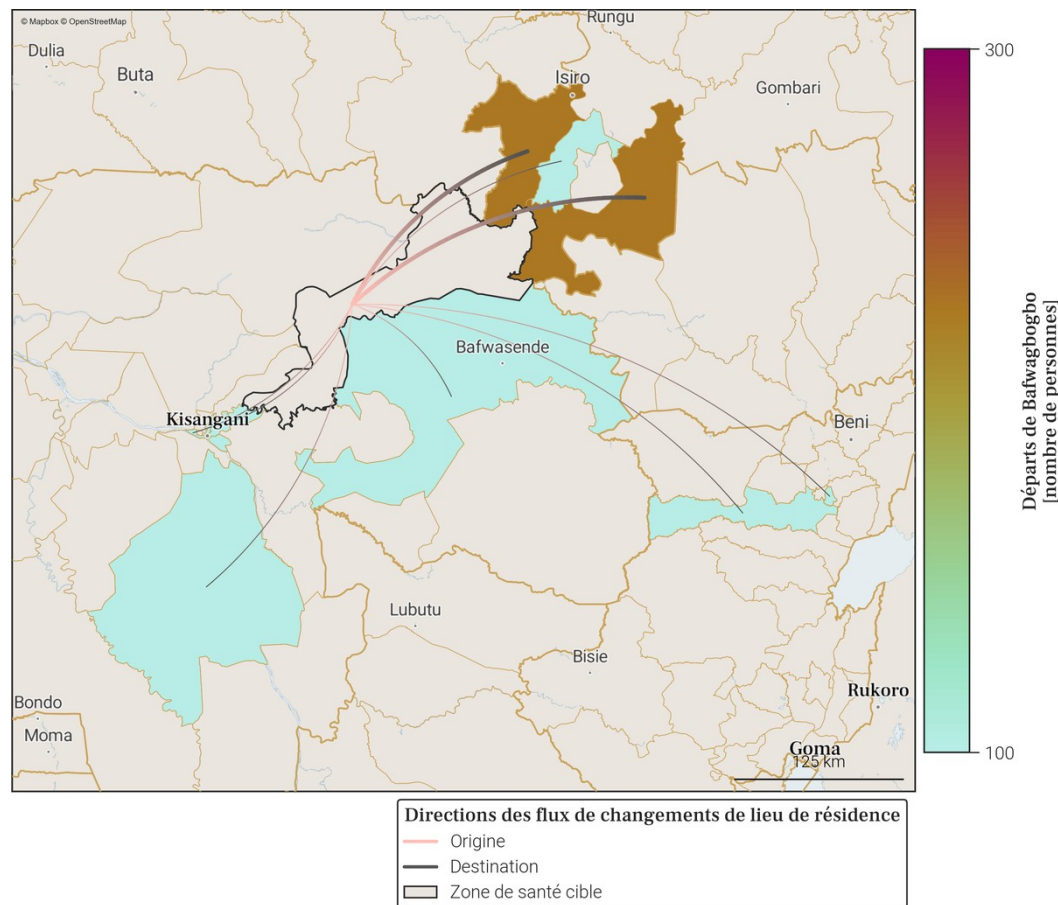 © Mapbox © OpenStreetMap
Rungu
Dulia
Buta
Isiro
Gombari
300
Bafwasende
Kisangani
Beni
Départs de Bafwagbogbo
[nombre de personnes]
Lubutu
Bisie
Bondo
Rukoro
Moma
Goma
125 km
100
Directions des flux de changements de lieu de résidence
Origine
Destination
Zone de santé cible